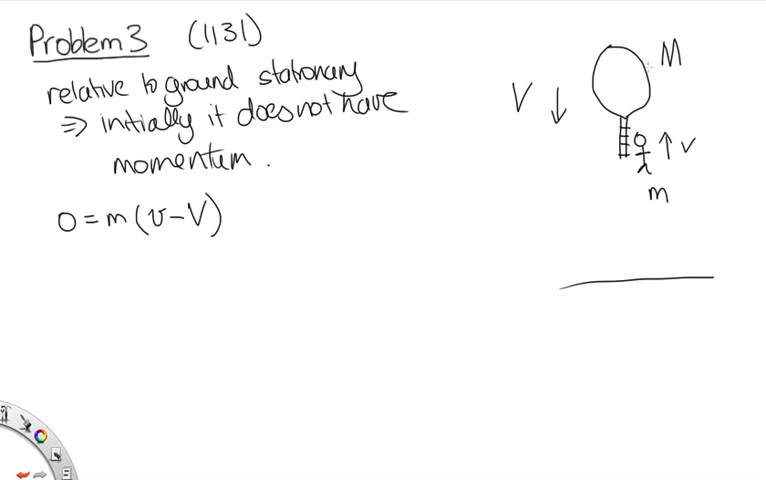 Problem 3 (1131)
relative to ground stationary
⇒ initially it does not have
momentum.
0 = m(v-V)
M
V ↓
↑ v
m